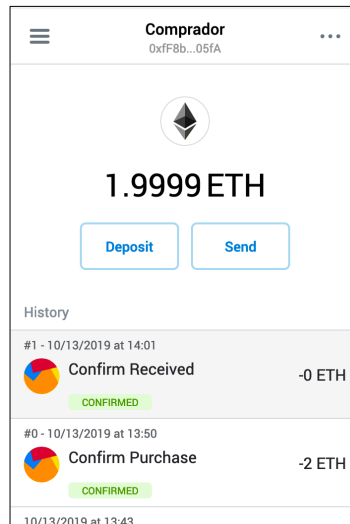 Comprador
0xfF8b...05fA
1.9999 ETH
Deposit
Send
History
#1 - 10/13/2019 at 14:01
Confirm Received
-0 ETH
CONFIRMED
#0 - 10/13/2019 at 13:50
Confirm Purchase
-2 ETH
CONFIRMED
10/13/2019 at 13:43